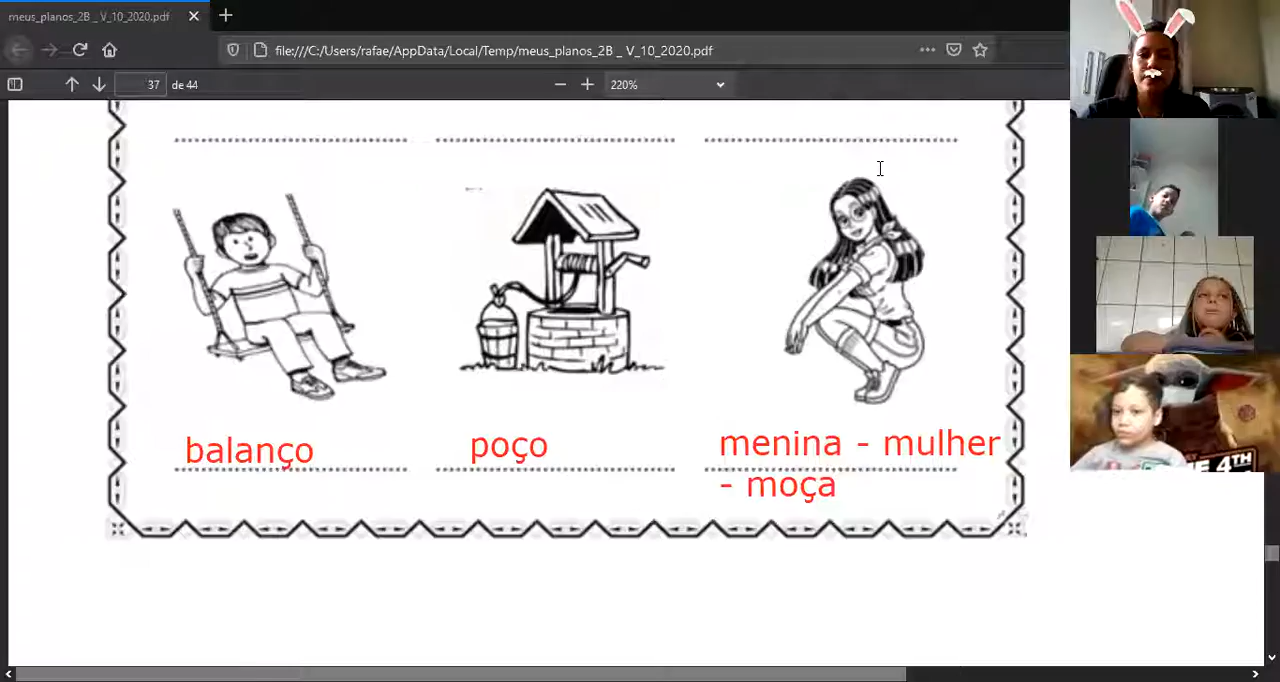 meus_planos_2B _ V_10_2020.pdf
file:///C:/Users/rafae/AppData/Local/Temp/meus_planos_2B _ V_10_2020.pdf
37 de 44
220%
balanço
poço
menina - mulher
- moça
4TH